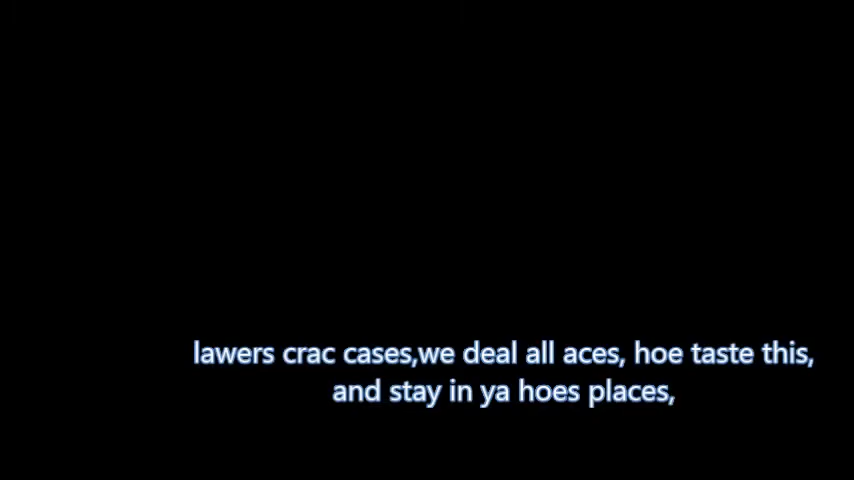 lawers crac cases,we deal all aces, hoe taste this,
and stay in ya hoes places,